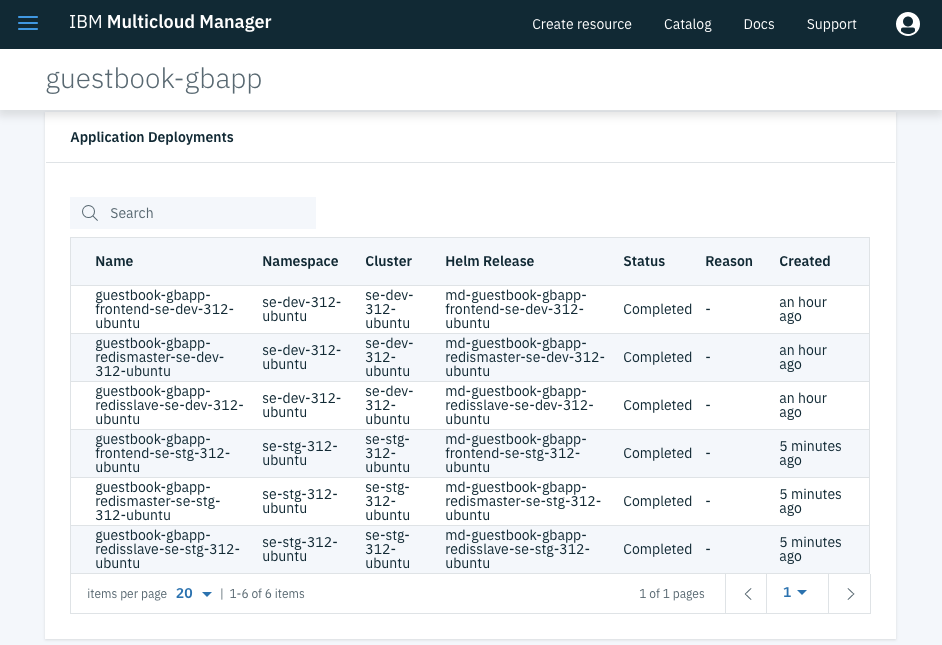 IBM Multicloud Manager Create resource Catalog Docs Support
guestbook-gbapp
Application Deployments
Search
Name Namespace Cluster Helm Release Status Reason Created
guestbook-gbapp- se-dev- md-guestbook-gbapp-
frontend-se-dev-312- se-dev-312- 312- frontend-se-dev-312- Completed - an hour
ubuntu ubuntu ubuntu ubuntu ago
guestbook-gbapp- se-dev- md-guestbook-gbapp-
redismaster-se-dev- se-dev-312- 312- redismaster-se-dev-312- Completed - an hour
312-ubuntu ubuntu ubuntu ubuntu ago
guestbook-gbapp- se-dev- md-guestbook-gbapp-
redisslave-se-dev-312- se-dev-312- 312- redisslave-se-dev-312- Completed - an hour
ubuntu ubuntu ubuntu ubuntu ago
guestbook-gbapp- se-stg- md-guestbook-gbapp-
frontend-se-stg-312- se-stg-312- 312- frontend-se-stg-312- Completed - 5 minutes
ubuntu ubuntu ubuntu ubuntu ago
guestbook-gbapp- se-stg- md-guestbook-gbapp-
redismaster-se-stg- se-stg-312- 312- redismaster-se-stg-312- Completed - 5 minutes
312-ubuntu ubuntu ubuntu ubuntu ago
guestbook-gbapp- se-stg- md-guestbook-gbapp-
redisslave-se-stg-312- se-stg-312- 312- redisslave-se-stg-312- Completed - 5 minutes
ubuntu ubuntu ubuntu ubuntu ago
items per page 20 | 1-6 of 6 items 1 of 1 pages 1